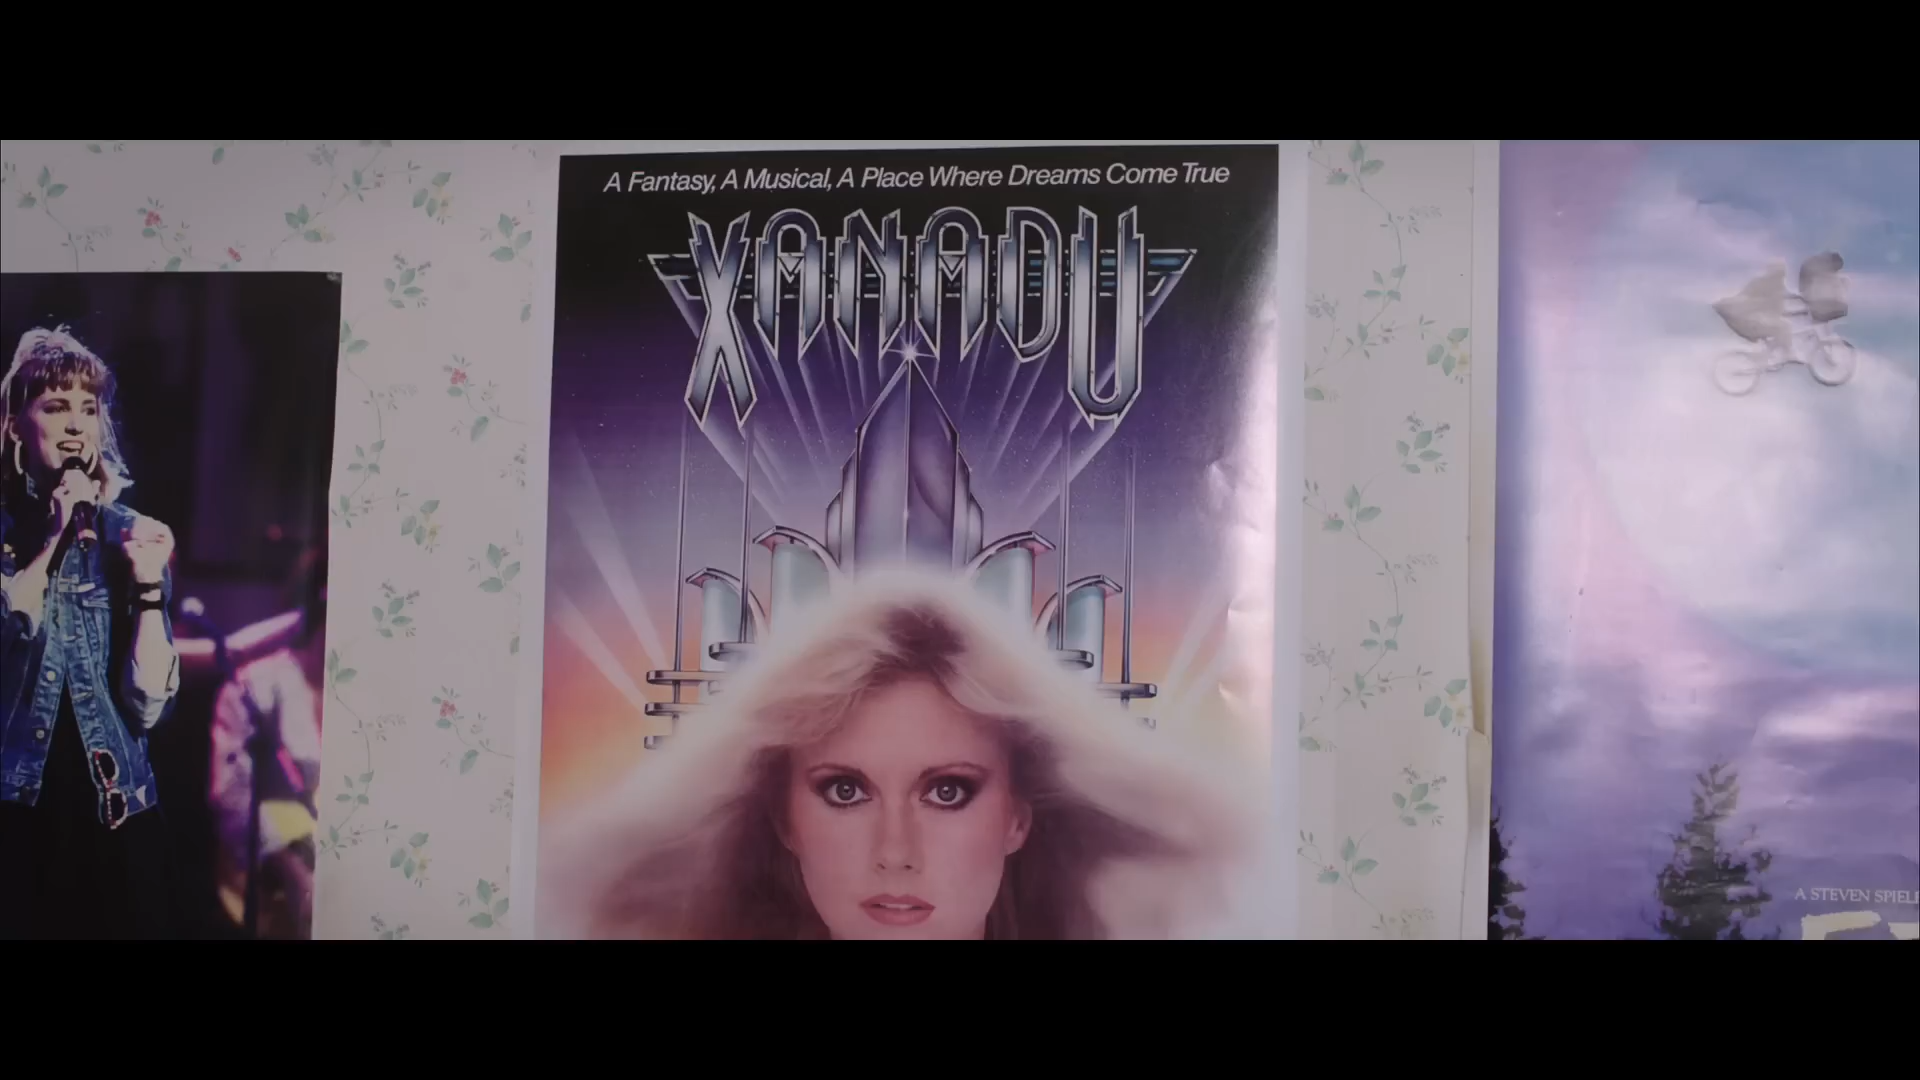 A Fantasy, A Musical, A Place Where Dreams Come True
XANADU
A STEVEN SPIEL